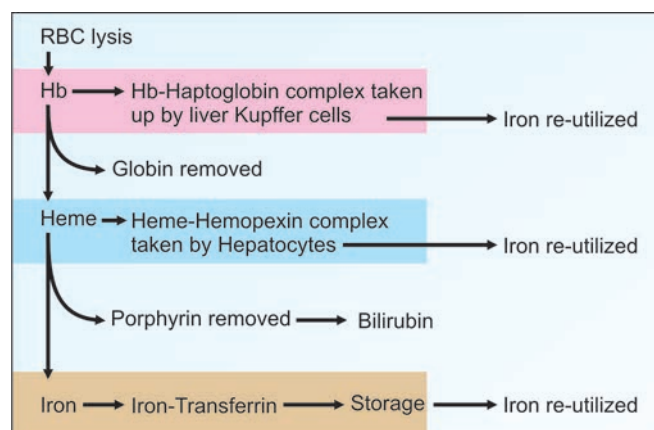 RBC lysis
Hb
Hb-Haptoglobin complex taken
up by liver Kupffer cells
Iron re-utilized
Globin removed
Heme
Heme-Hemopexin complex
taken by Hepatocytes
Iron re-utilized
Porphyrin removed
Bilirubin
Iron
Iron-Transferrin
Storage
Iron re-utilized